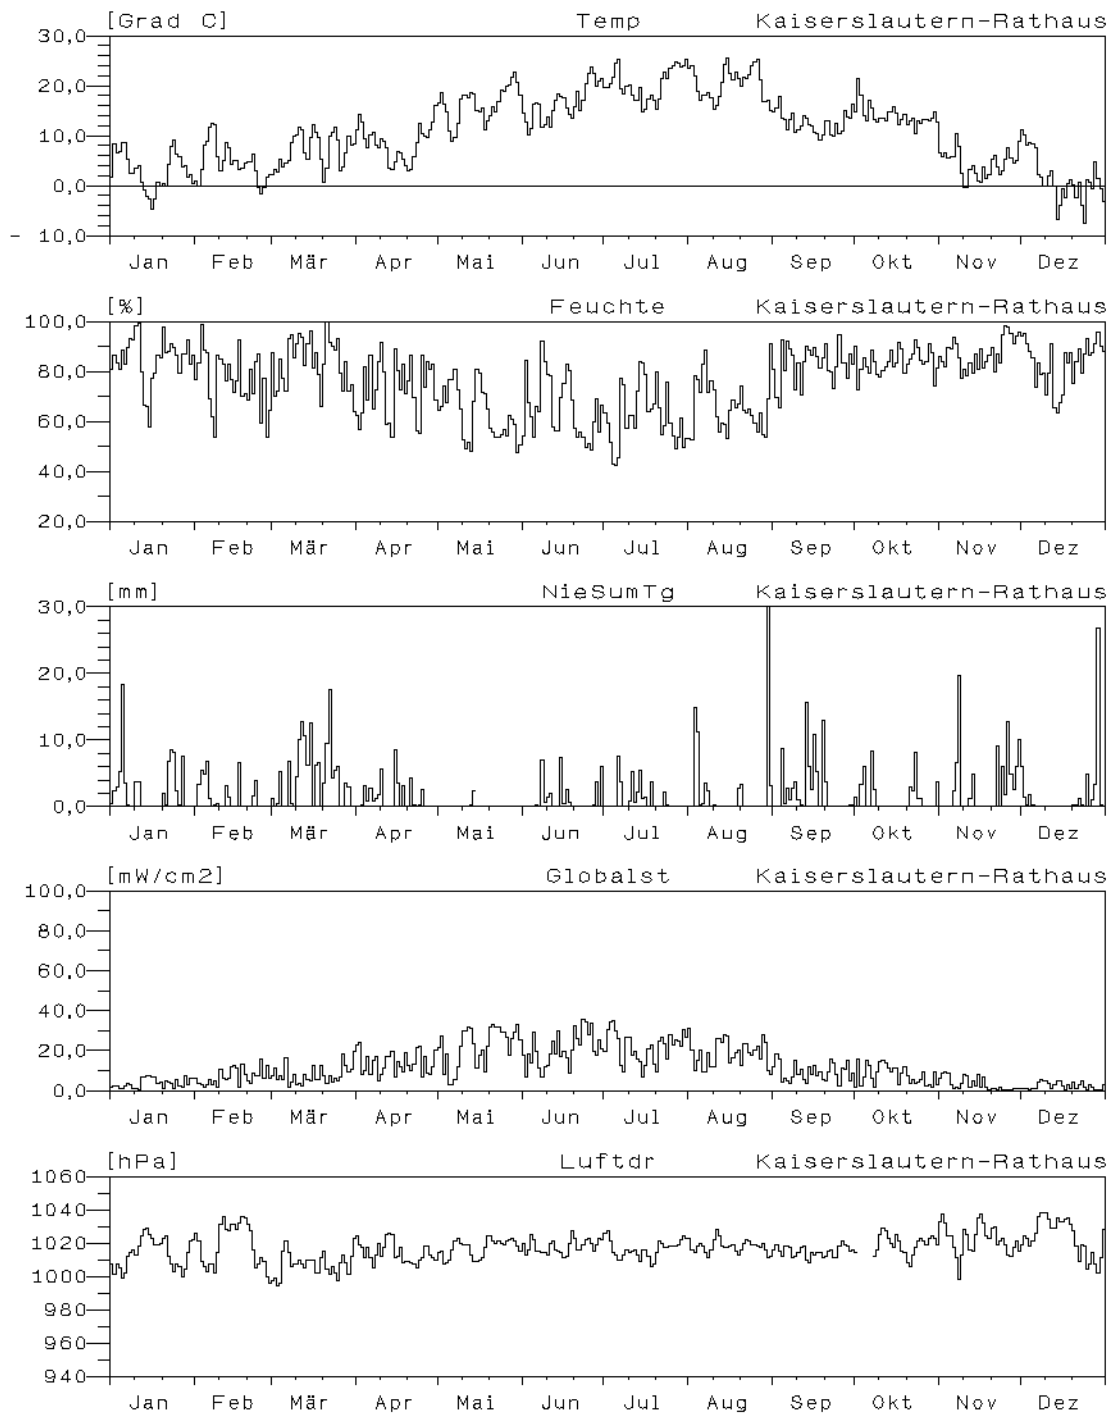 [Grad C] Temp Kaiserslautern-Rathaus
30,0
20,0
10,0
0,0
- 10,0
Jan Feb Mär Apr Mai Jun Jul Aug Sep Okt Nov Dez
[%] Feuchte Kaiserslautern-Rathaus
100,0
80,0
60,0
40,0
20,0
Jan Feb Mär Apr Mai Jun Jul Aug Sep Okt Nov Dez
[mm] NieSumTg Kaiserslautern-Rathaus
30,0
20,0
10,0
0,0
Jan Feb Mär Apr Mai Jun Jul Aug Sep Okt Nov Dez
[mW/cm2] Globalst Kaiserslautern-Rathaus
100,0
80,0
60,0
40,0
20,0
0,0
Jan Feb Mär Apr Mai Jun Jul Aug Sep Okt Nov Dez
[hPa] Luftdr Kaiserslautern-Rathaus
1060
1040
1020
1000
980
960
940
Jan Feb Mär Apr Mai Jun Jul Aug Sep Okt Nov Dez